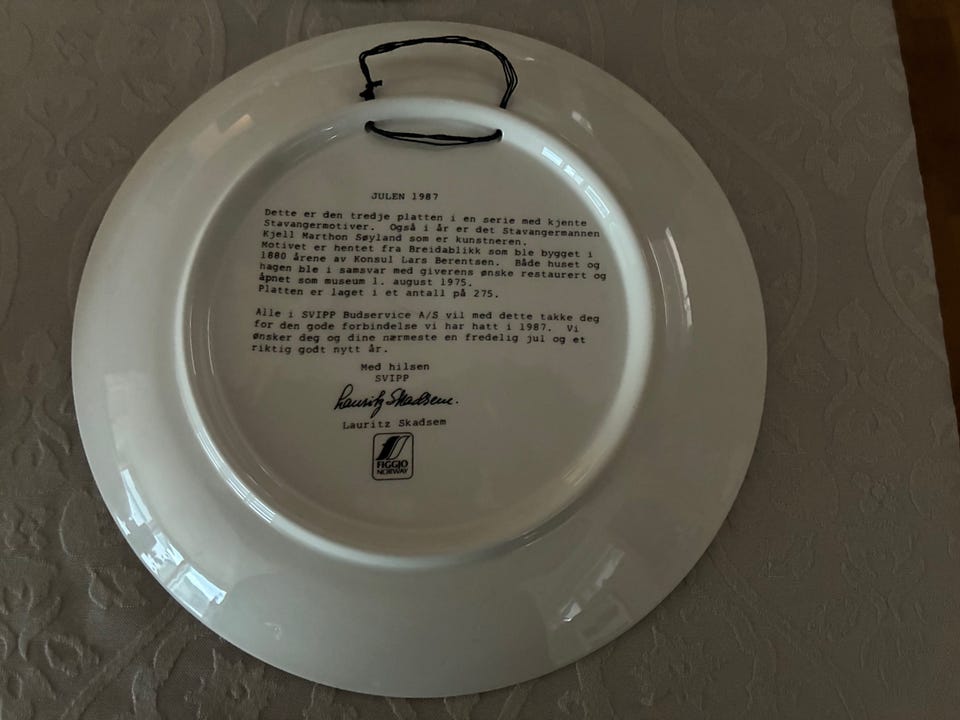 JULEN 1987
Dette er den tredje platten i en serie med kjente
Stavangermotiver. Også i år er det Stavangermannen
Kjell Marthon Søyland som er kunstneren.
Motivet er hentet fra Breidablikk som ble bygget i
1880 årene av Konsul Lars Berentsen. Både huset og
hagen ble i samsvar med giverens ønske restaurert og
åpnet som museum 1. august 1975.
Platten er laget i et antall på 275.
Alle i SVIPP Budservice A/S vil med dette takke deg
for den gode forbindelse vi har hatt i 1987. Vi
ønsker deg og dine nærmeste en fredelig jul og et
riktig godt nytt år.
Med hilsen
SVIPP
Lauritz Skadsem.
Lauritz Skadsem
FIGGJO
NORWAY